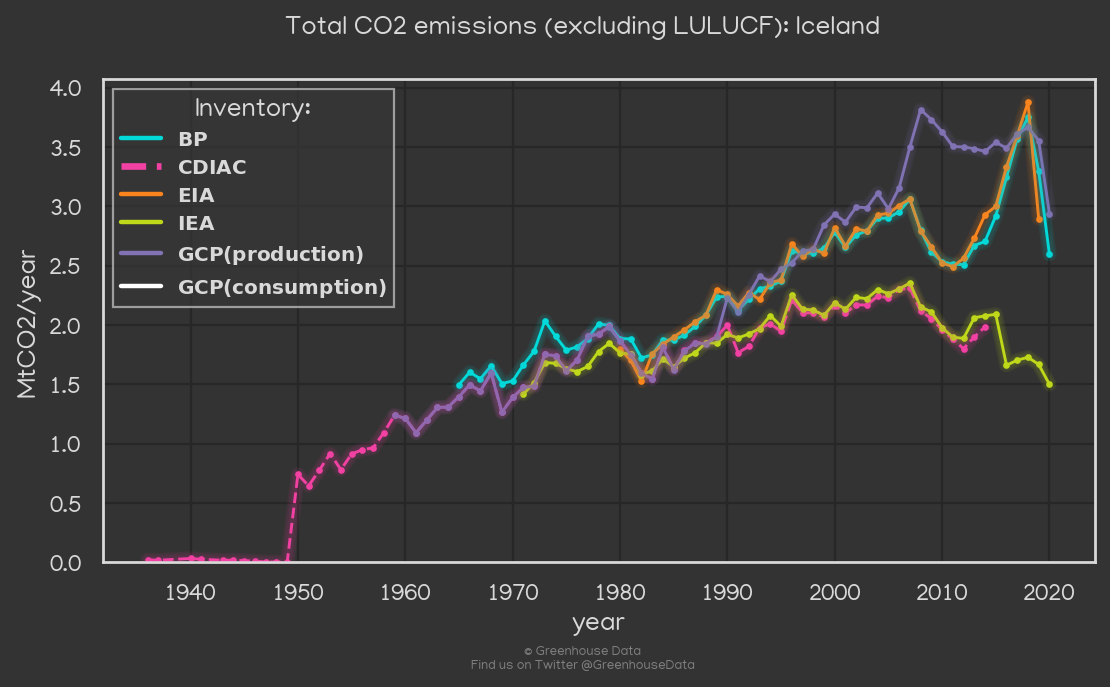 Total CO2 emissions (excluding LULUCF): Iceland
4.0
3.5
3.0
2.5
2.0
1.5
1.0
0.5
0.0
MtCO2/year
Inventory:
BP
CDIAC
EIA
IEA
GCP(production)
GCP(consumption)
1940 1950 1960 1970 1980 1990 2000 2010 2020
year
© Greenhouse Data
Find us on Twitter @GreenhouseData